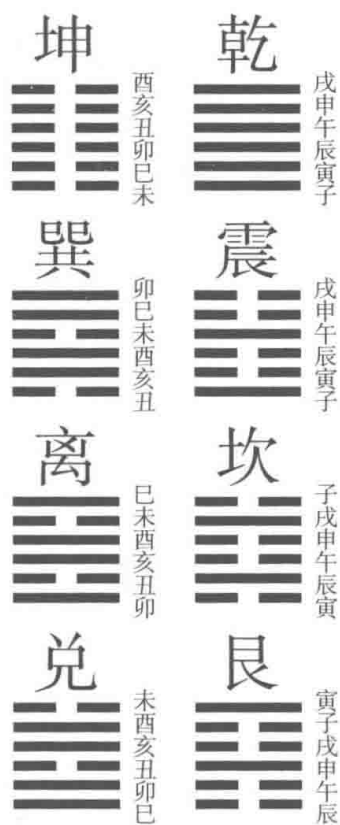 乾
戌申午辰寅子
坤
酉亥丑卯巳未
震
戌申午辰寅子
巽
卯巳未酉亥丑
坎
子戌申午辰寅
离
巳未酉亥丑卯
艮
寅子戌申午辰
兑
未酉亥丑卯巳